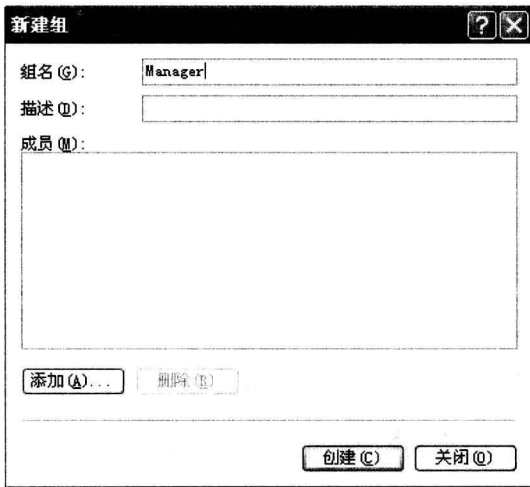 新建组
组名(G): Manager
描述(D):
成员(M):
添加(A)... 删除(R)
创建(C) 关闭(O)